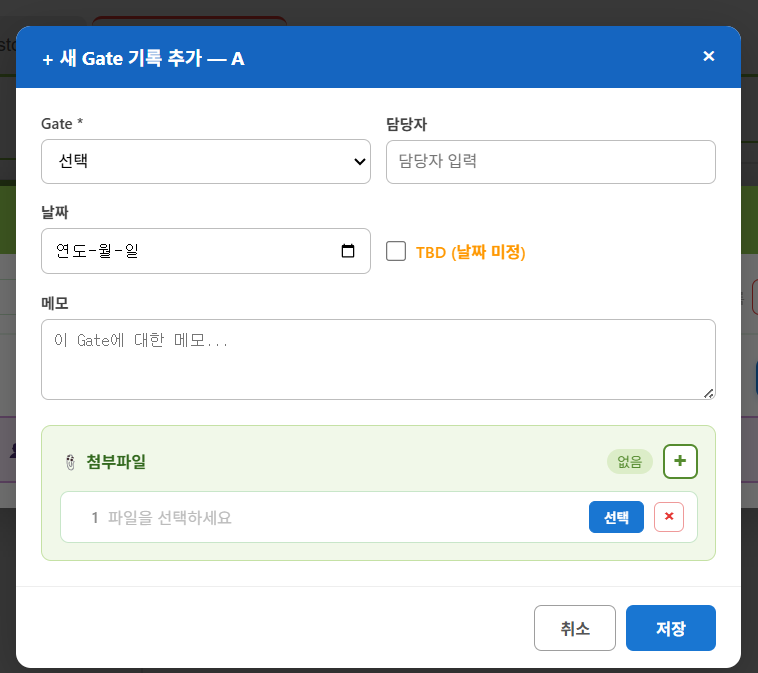 + 새 Gate 기록 추가 — A
×
Gate *
담당자
선택
담당자 입력
날짜
연도-월-일
TBD (날짜 미정)
메모
이 Gate에 대한 메모...
첨부파일
없음
+
1 파일을 선택하세요
선택
×
취소
저장